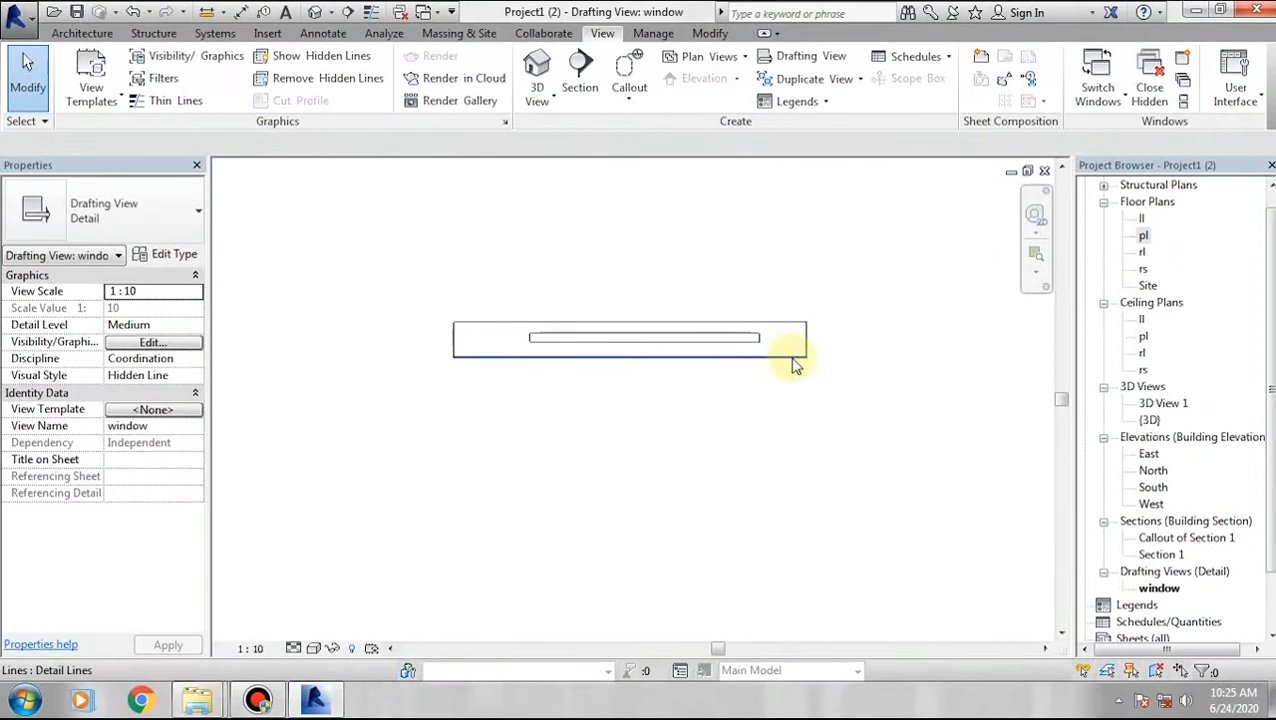 Project1 (2) - Drafting View: window
Type a keyword or phrase
Sign In
Architecture Structure Systems Insert Annotate Analyze Massing & Site Collaborate View Manage Modify
Modify
View Templates
Visibility/ Graphics
Filters
Thin Lines
Show Hidden Lines
Remove Hidden Lines
Cut Profile
Render
Render in Cloud
Render Gallery
3D View
Section
Callout
Plan Views
Elevation
Drafting View
Duplicate View
Legends
Schedules
Scope Box
Switch Windows
Close Hidden
User Interface
Select Graphics Create Sheet Composition Windows
Properties
Drafting View
Detail
Drafting View: windo
Edit Type
Graphics
View Scale 1 : 10
Scale Value 1: 10
Detail Level Medium
Visibility/Graphi... Edit...
Discipline Coordination
Visual Style Hidden Line
Identity Data
View Template <None>
View Name window
Dependency Independent
Title on Sheet
Referencing Sheet
Referencing Detail
Properties help
Apply
2D
Project Browser - Project1 (2)
Structural Plans
Floor Plans
ll
pl
rl
rs
Site
Ceiling Plans
ll
pl
rl
rs
3D Views
3D View 1
{3D}
Elevations (Building Elevation
East
North
South
West
Sections (Building Section)
Callout of Section 1
Section 1
Drafting Views (Detail)
window
Legends
Schedules/Quantities
Sheets (all)
1 : 10
Lines : Detail Lines
:0
Main Model
:0
10:25 AM
6/24/2020